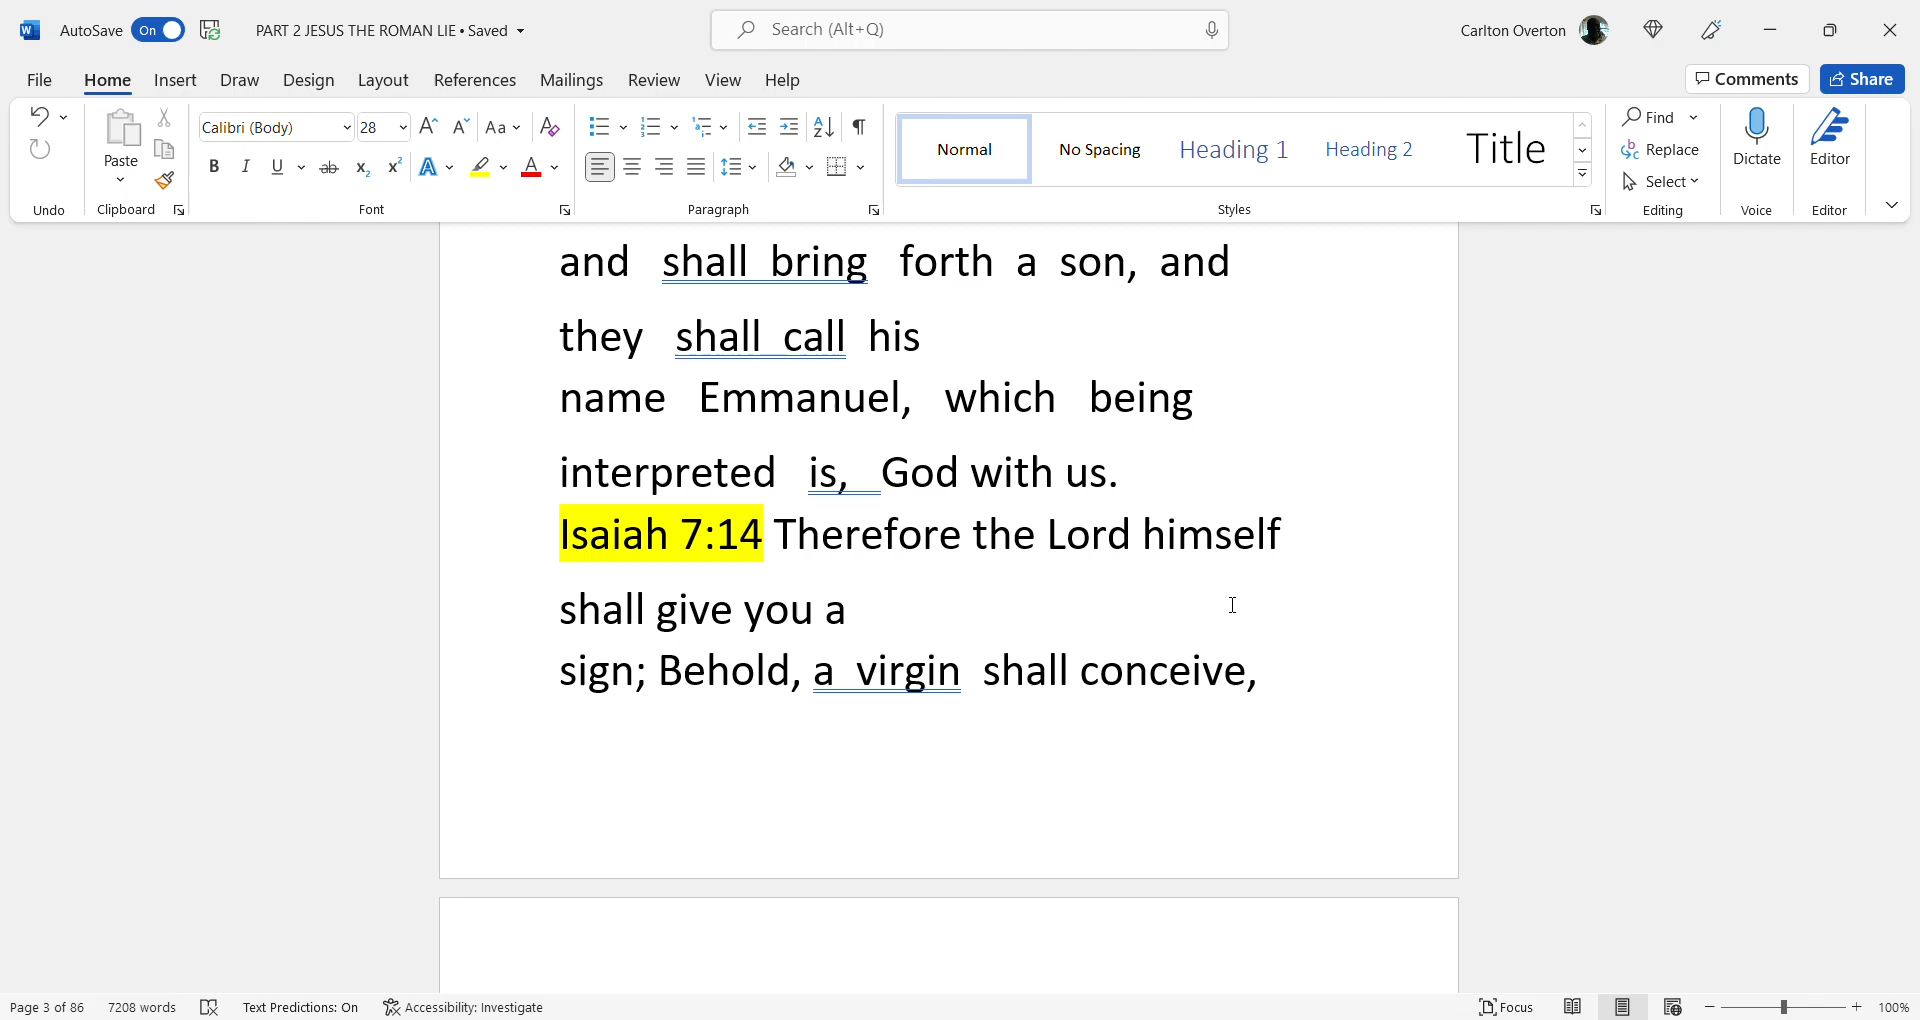 AutoSave On PART 2 JESUS THE ROMAN LIE • Saved Search (Alt+Q) Carlton Overton
File Home Insert Draw Design Layout References Mailings Review View Help Comments Share
Calibri (Body) 28 Aa
Paste
Normal No Spacing Heading 1 Heading 2 Title
Find
Replace
Select
Dictate Editor
Undo Clipboard Font Paragraph Styles Editing Voice Editor
and shall bring forth a son, and
they shall call his
name Emmanuel, which being
interpreted is, God with us.
Isaiah 7:14 Therefore the Lord himself
shall give you a
sign; Behold, a virgin shall conceive,
Page 3 of 86 7208 words Text Predictions: On Accessibility: Investigate Focus 100%